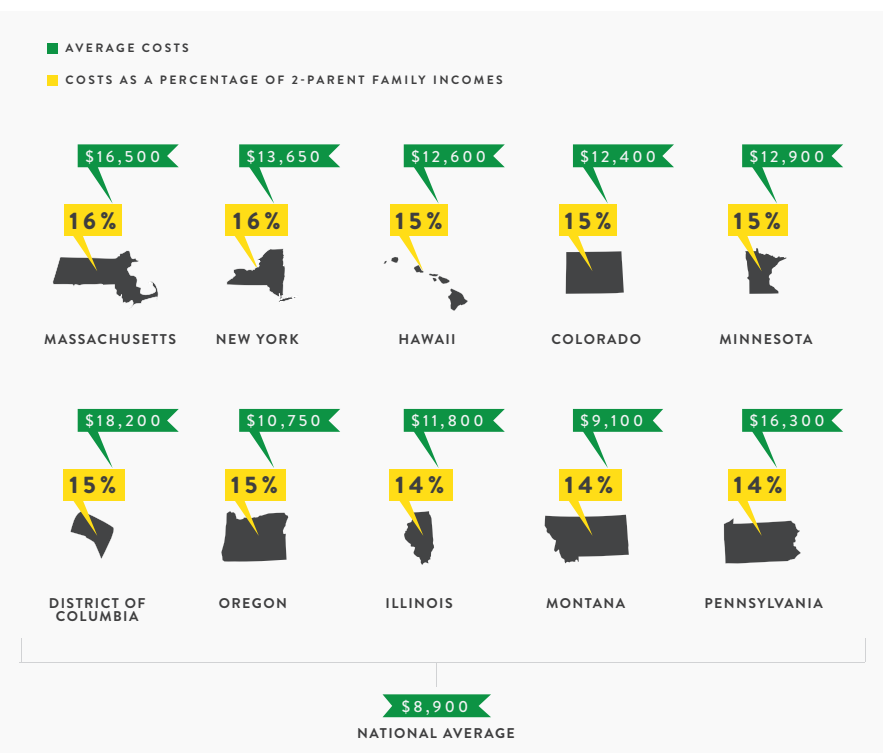 AVERAGE COSTS
COSTS AS A PERCENTAGE OF 2-PARENT FAMILY INCOMES
$16,500 $13,650 $12,600 $12,400 $12,900
16% 16% 15% 15% 15%
MASSACHUSETTS NEW YORK HAWAII COLORADO MINNESOTA
$18,200 $10,750 $11,800 $9,100 $16,300
15% 15% 14% 14% 14%
DISTRICT OF OREGON ILLINOIS MONTANA PENNSYLVANIA
COLUMBIA
$8,900
NATIONAL AVERAGE